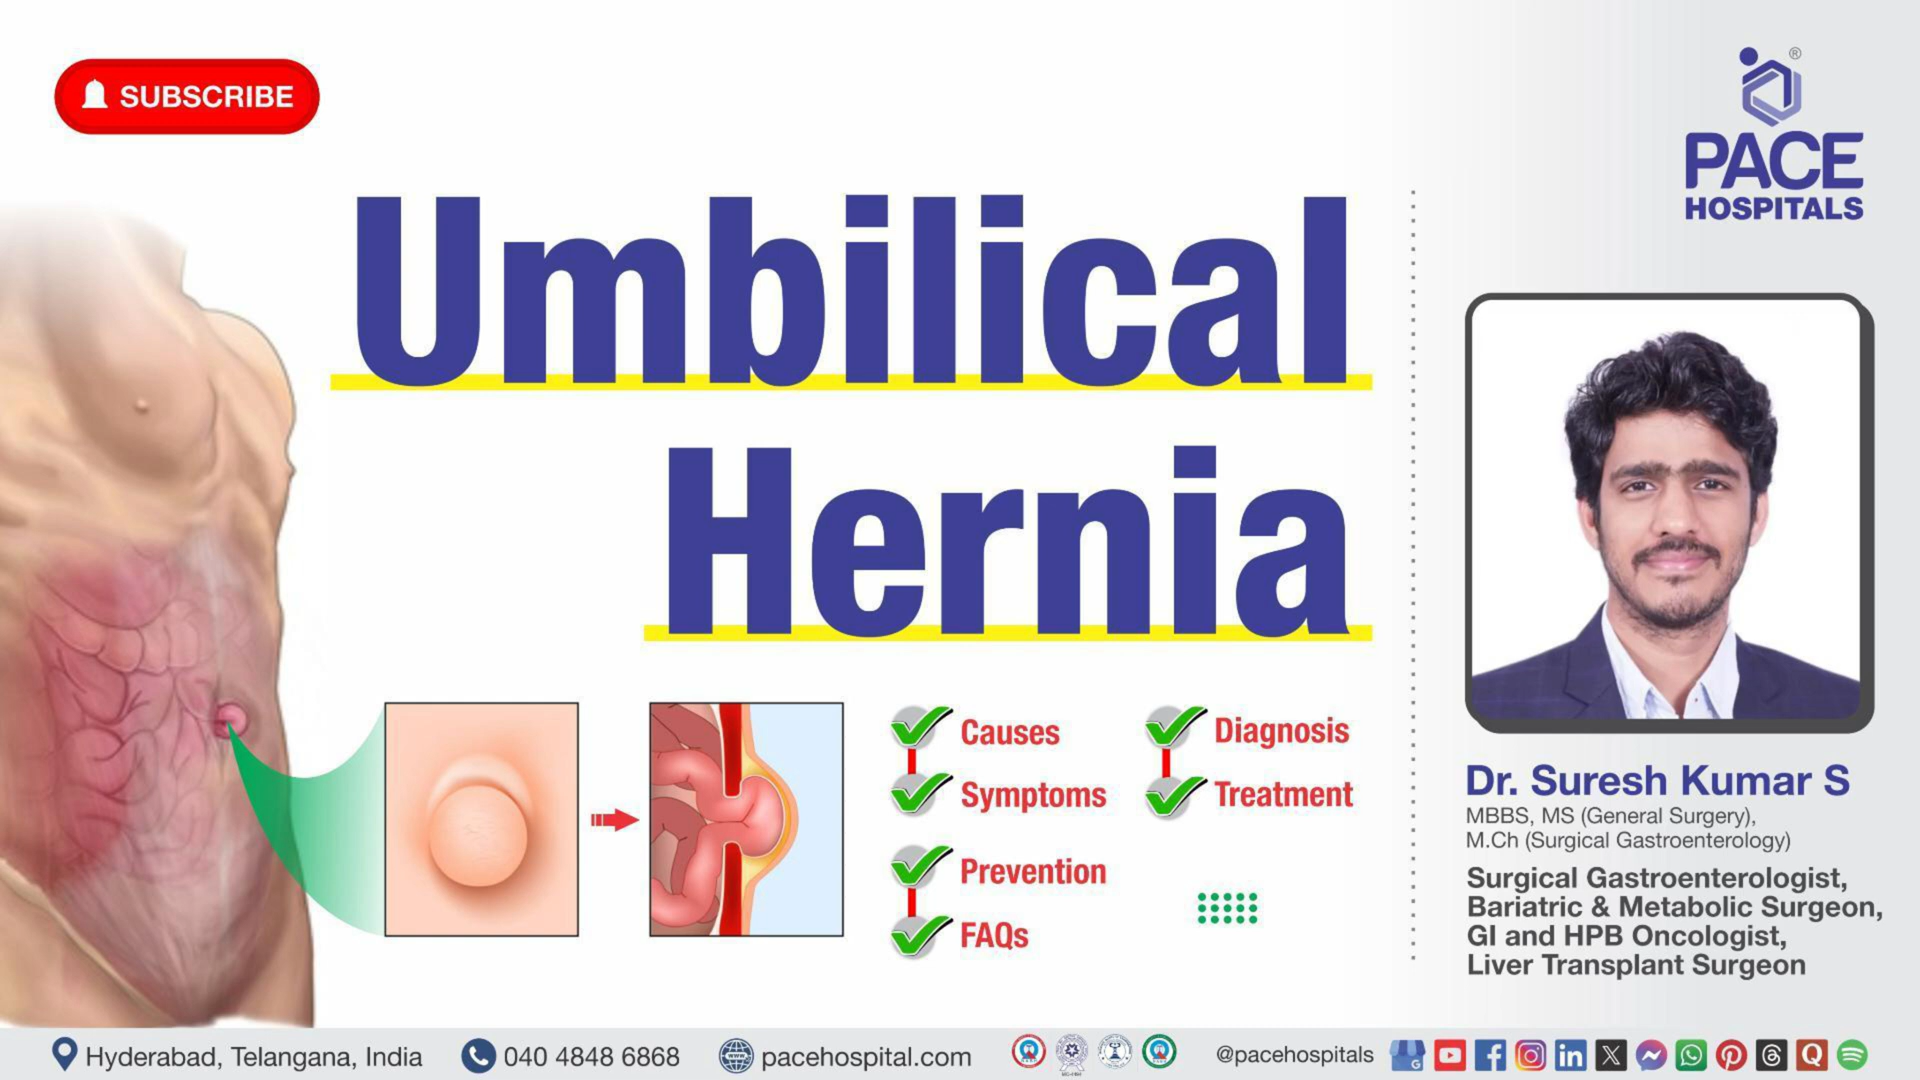 SUBSCRIBE
PACE
HOSPITALS
®
Umbilical
Hernia
Causes
Symptoms
Prevention
FAQs
Diagnosis
Treatment
Dr. Suresh Kumar S
MBBS, MS (General Surgery),
M.Ch (Surgical Gastroenterology)
Surgical Gastroenterologist,
Bariatric & Metabolic Surgeon,
GI and HPB Oncologist,
Liver Transplant Surgeon
Hyderabad, Telangana, India
040 4848 6868
pacehospital.com
@pacehospitals